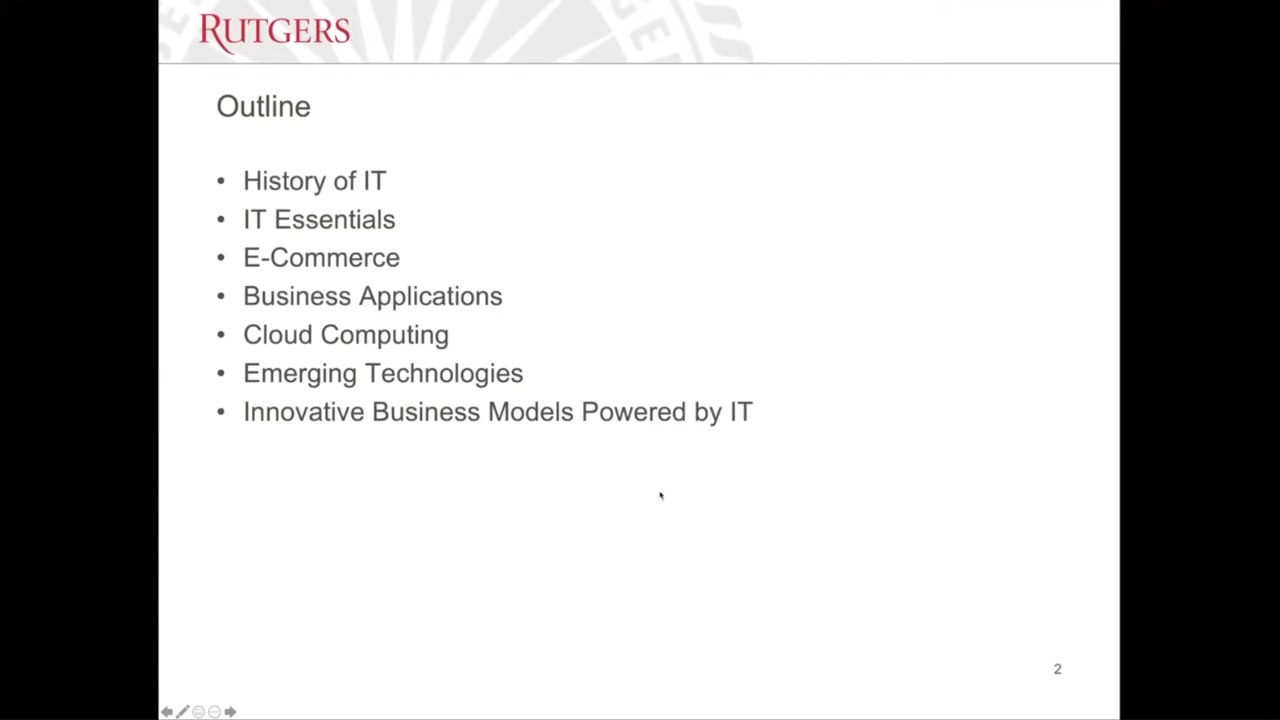 RUTGERS
Outline
• History of IT
• IT Essentials
• E-Commerce
• Business Applications
• Cloud Computing
• Emerging Technologies
• Innovative Business Models Powered by IT
2